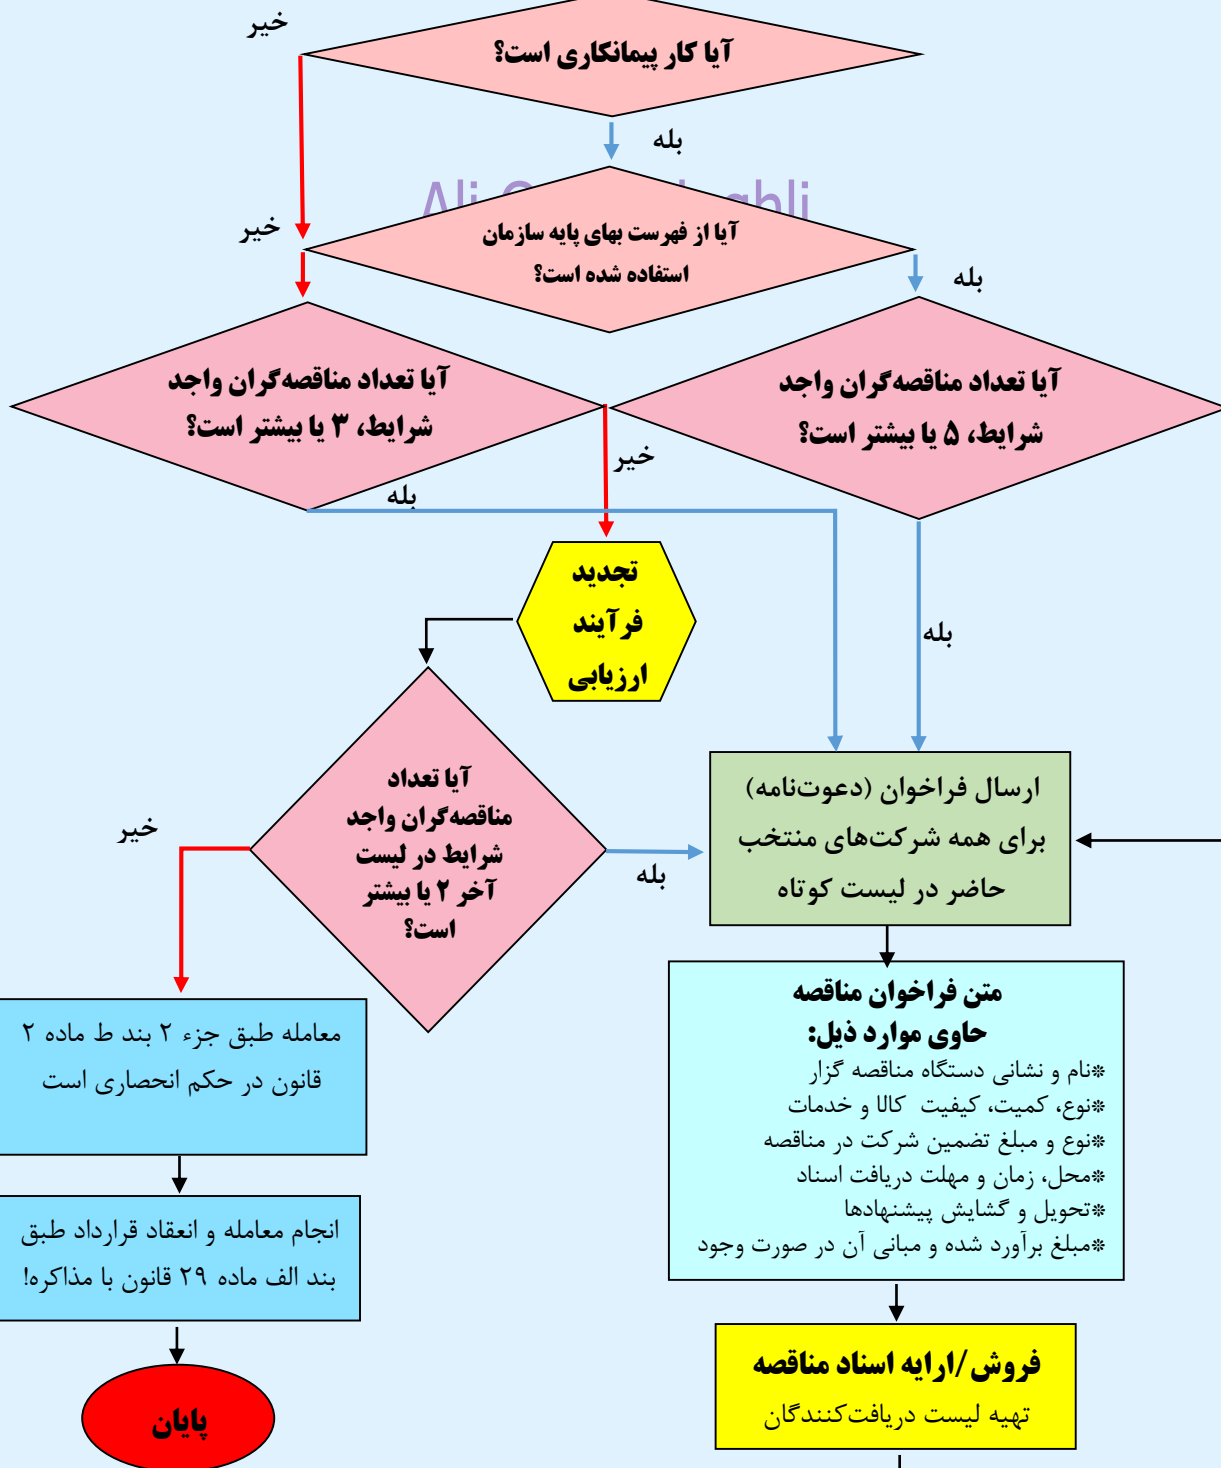 خیر
آیا کار پیمانکاری است؟
بله
Ali
ghli
خیر
آیا از فهرست بهای پایه سازمان
استفاده شده است؟
بله
آیا تعداد مناقصه‌گران واجد
شرایط، ۵ یا بیشتر است؟
آیا تعداد مناقصه‌گران واجد
شرایط، ۳ یا بیشتر است؟
خیر
بله
تجدید
فرآیند
ارزیابی
بله
آیا تعداد
مناقصه‌گران واجد
شرایط در لیست
آخر ۲ یا بیشتر
است؟
خیر
بله
ارسال فراخوان (دعوت‌نامه)
برای همه شرکت‌های منتخب
حاضر در لیست کوتاه
متن فراخوان مناقصه
حاوی موارد ذیل:
*نام و نشانی دستگاه مناقصه گزار
*نوع، کمیت، کیفیت کالا و خدمات
*نوع و مبلغ تضمین شرکت در مناقصه
*محل، زمان و مهلت دریافت اسناد
*تحویل و گشایش پیشنهادها
*مبلغ برآورد شده و مبانی آن در صورت وجود
معامله طبق جزء ۲ بند ط ماده ۲
قانون در حکم انحصاری است
انجام معامله و انعقاد قرارداد طبق
بند الف ماده ۲۹ قانون با مذاکره!
فروش/ارایه اسناد مناقصه
تهیه لیست دریافت‌کنندگان
پایان